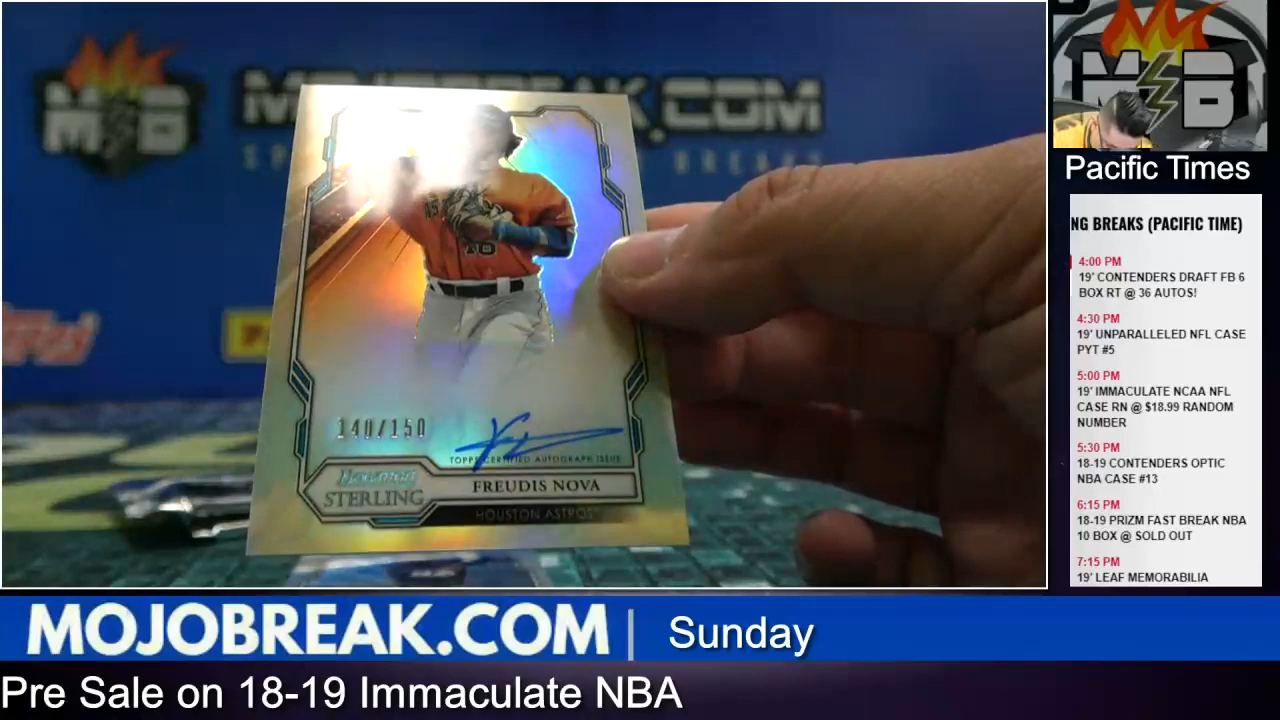 M B
MOJOBREAK.COM
M B
Pacific Times
NG BREAKS (PACIFIC TIME)
4:00 PM
19' CONTENDERS DRAFT FB 6
BOX RT @ 36 AUTOS!
4:30 PM
19' UNPARALLELED NFL CASE
PYT #5
5:00 PM
19' IMMACULATE NCAA NFL
CASE RN @ $18.99 RANDOM
NUMBER
5:30 PM
18-19 CONTENDERS OPTIC
NBA CASE #13
6:15 PM
18-19 PRIZM FAST BREAK NBA
10 BOX @ SOLD OUT
7:15 PM
19' LEAF MEMORABILIA
topps
140/150
TOPPS CERTIFIED AUTOGRAPH ISSUE
Bowman
STERLING
FREUDIS NOVA
HOUSTON ASTROS
MOJOBREAK.COM | Sunday
Pre Sale on 18-19 Immaculate NBA